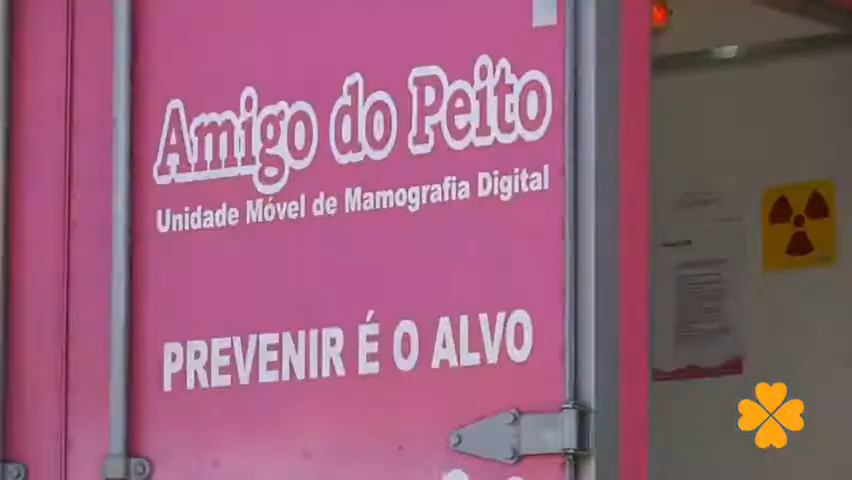 Amigo do Peito
Unidade Móvel de Mamografia Digital
PREVENIR É O ALVO